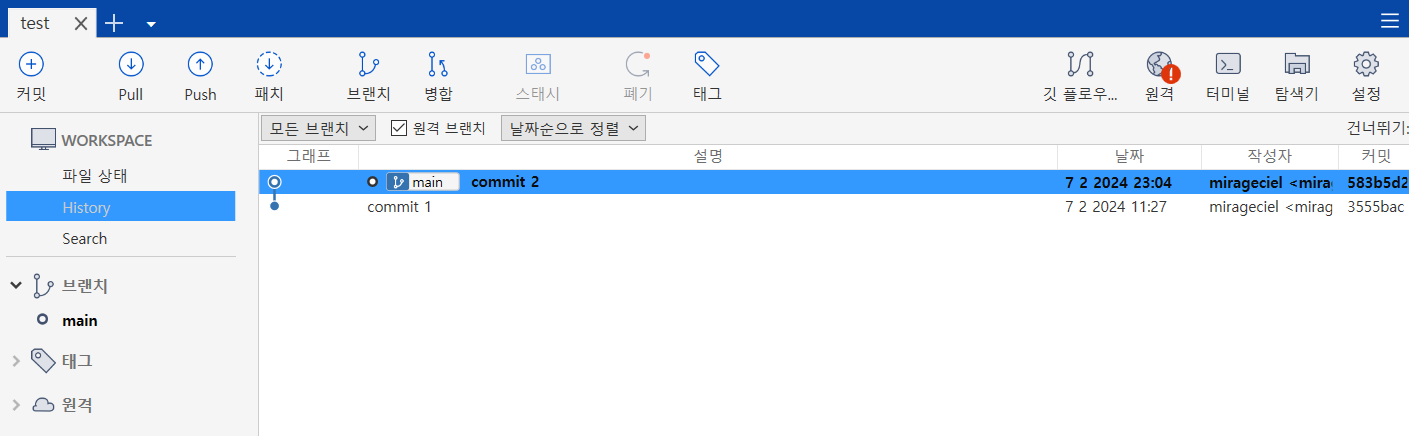 test
커밋 Pull Push 패치 브랜치 병합 스태시 폐기 태그 깃 플로우... 원격 터미널 탐색기 설정
WORKSPACE
파일 상태
History
Search
브랜치
main
태그
원격
모든 브랜치 원격 브랜치 날짜순으로 정렬 건너뛰기:
그래프 설명 날짜 작성자 커밋
main commit 2 7 2 2024 23:04 mirageciel <mira 583b5d2
commit 1 7 2 2024 11:27 mirageciel <mirag 3555bac